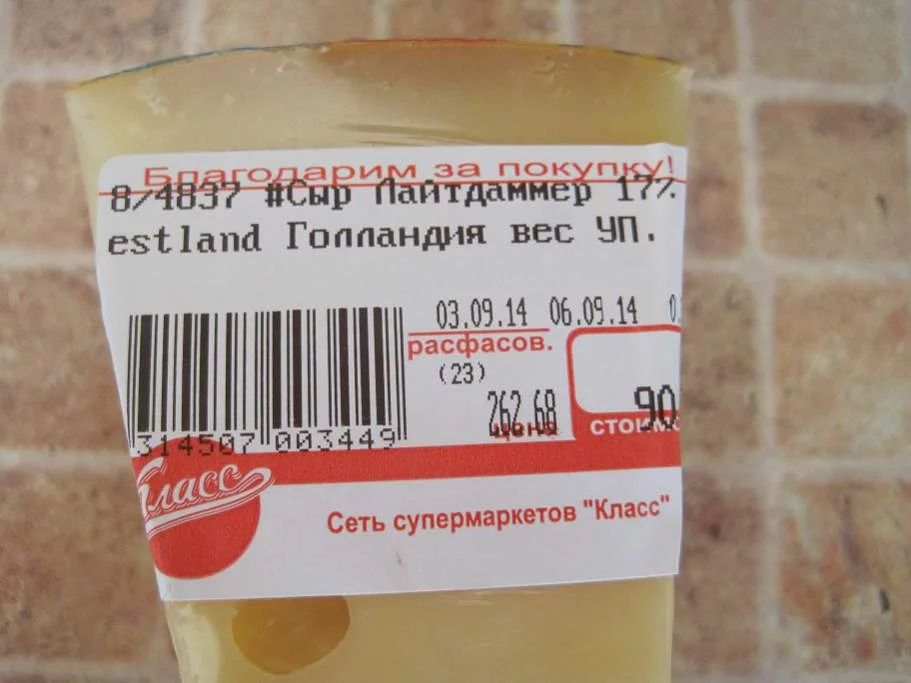 Благодарим за покупку!
8/4837 #Сыр Лайтдаммер 17%
estland Голландия вес УП.
03.09.14 06.09.14
расфасов.
(23)
262.68 90
цена
314507 003449
Класс
Сеть супермаркетов "Класс"